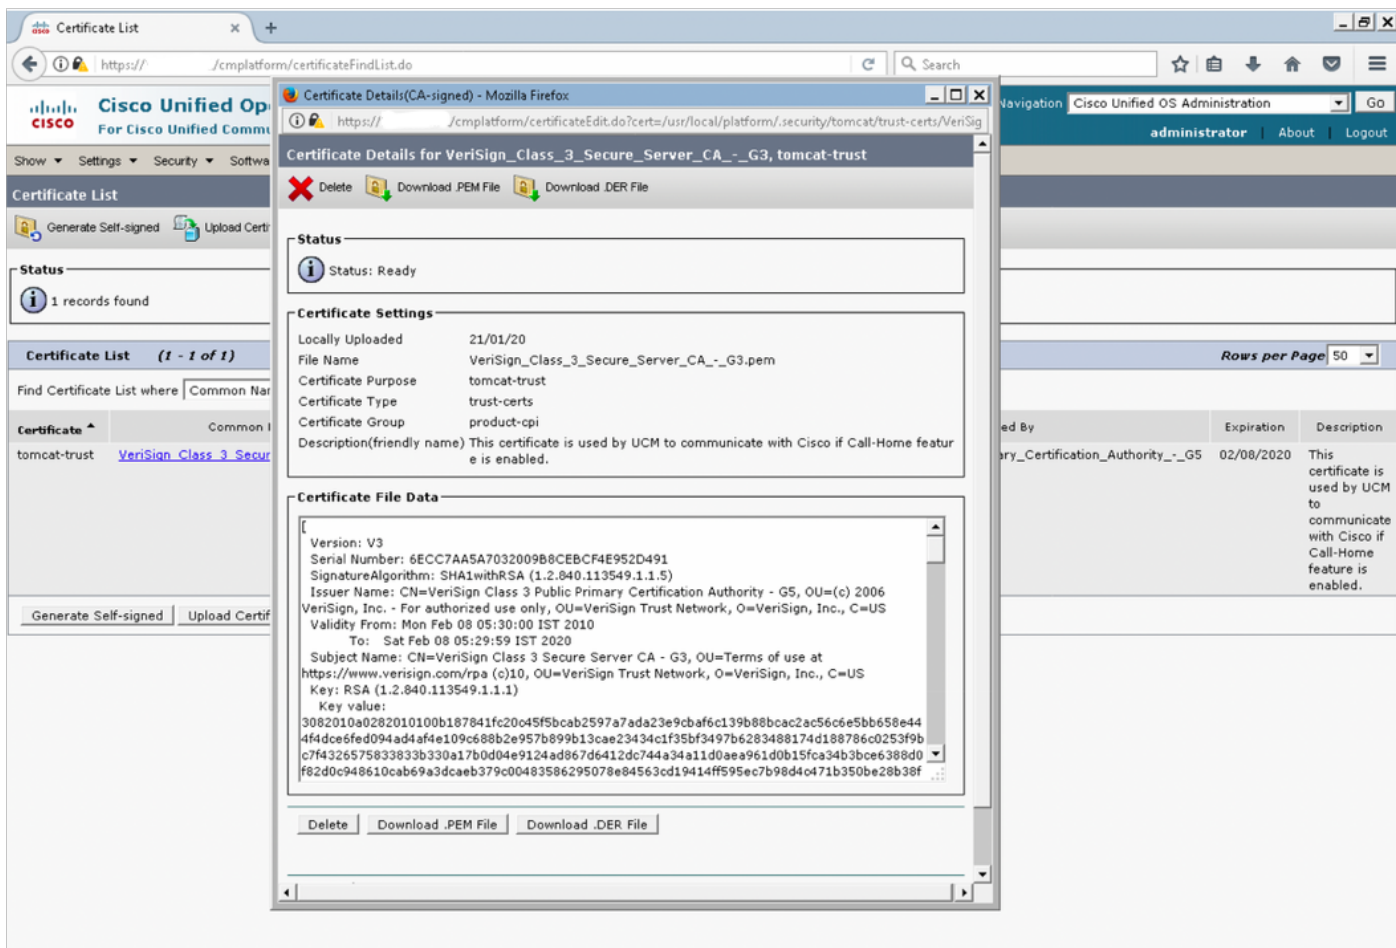 Certificate List
https:// /cmplatform/certificateFindList.do
Search
CISCO
Cisco Unified Op
For Cisco Unified Commu
Navigation Cisco Unified OS Administration Go
administrator | About | Logout
Show Settings Security Softwa
Certificate List
Generate Self-signed Upload Certi
Status
1 records found
Certificate List (1 - 1 of 1)
Rows per Page 50
Find Certificate List where Common Nar
Certificate Common
ed By Expiration Description
tomcat-trust VeriSign_Class_3_Secur
ary_Certification_Authority_-_G5 02/08/2020 This
certificate is
used by UCM
to
communicate
with Cisco if
Call-Home
feature is
enabled.
Generate Self-signed Upload Certif
Certificate Details(CA-signed) - Mozilla Firefox
https:// /cmplatform/certificateEdit.do?cert=/usr/local/platform/.security/tomcat/trust-certs/VeriSig
Certificate Details for VeriSign_Class_3_Secure_Server_CA_-_G3, tomcat-trust
Delete Download .PEM File Download .DER File
Status
Status: Ready
Certificate Settings
Locally Uploaded 21/01/20
File Name VeriSign_Class_3_Secure_Server_CA_-_G3.pem
Certificate Purpose tomcat-trust
Certificate Type trust-certs
Certificate Group product-cpi
Description(friendly name) This certificate is used by UCM to communicate with Cisco if Call-Home featur
e is enabled.
Certificate File Data
[
Version: V3
Serial Number: 6ECC7AA5A7032009B8CEBCF4E952D491
SignatureAlgorithm: SHA1withRSA (1.2.840.113549.1.1.5)
Issuer Name: CN=VeriSign Class 3 Public Primary Certification Authority - G5, OU=(c) 2006
VeriSign, Inc. - For authorized use only, OU=VeriSign Trust Network, O=VeriSign, Inc., C=US
Validity From: Mon Feb 08 05:30:00 IST 2010
To: Sat Feb 08 05:29:59 IST 2020
Subject Name: CN=VeriSign Class 3 Secure Server CA - G3, OU=Terms of use at
https://www.verisign.com/rpa (c)10, OU=VeriSign Trust Network, O=VeriSign, Inc., C=US
Key: RSA (1.2.840.113549.1.1.1)
Key value:
3082010a0282010100b187841fc20c45f5bcab2597a7ada23e9cbaf6c139b88bcac2ac56c6e5bb658e44
4f4dce6fed094ad4af4e109c688b2e957b899b13cae23434c1f35bf3497b6283488174d188786c0253f9b
c7f4326575833833b330a17b0d04e9124ad867d6412dc744a34a11d0aea961d0b15fca34b3bce6388d0
f82d0c948610cab69a3dcaeb379c00483586295078e84563cd19414ff595ec7b98d4c471b350be28b38f
Delete Download .PEM File Download .DER File